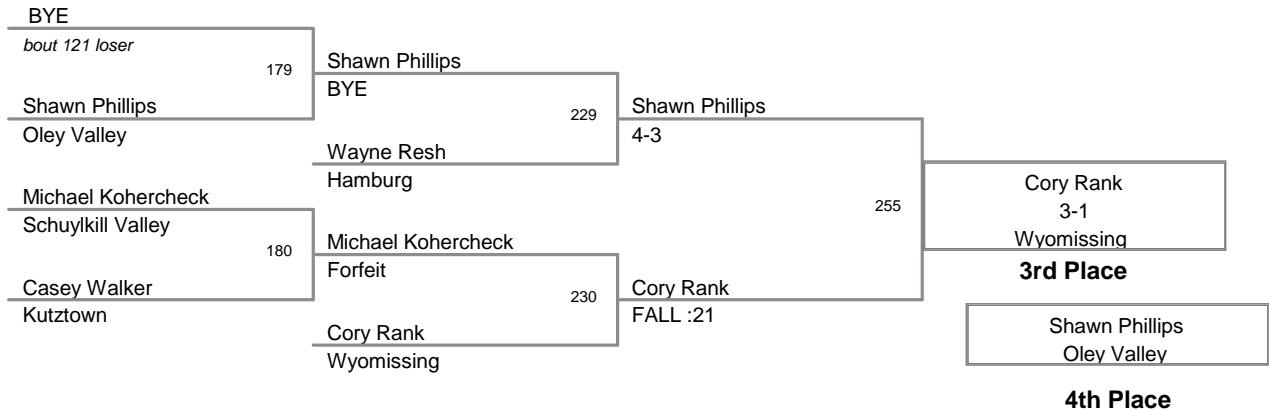 BYE
bout 121 loser
179
Shawn Phillips
Oley Valley
Michael Kohercheck
Schuylkill Valley
180
Casey Walker
Kutztown
Shawn Phillips
BYE
229
Wayne Resh
Hamburg
Michael Kohercheck
Forfeit
230
Cory Rank
Wyomissing
Shawn Phillips
4-3
255
Cory Rank
FALL :21
Cory Rank
3-1
Wyomissing
3rd Place
Shawn Phillips
Oley Valley
4th Place